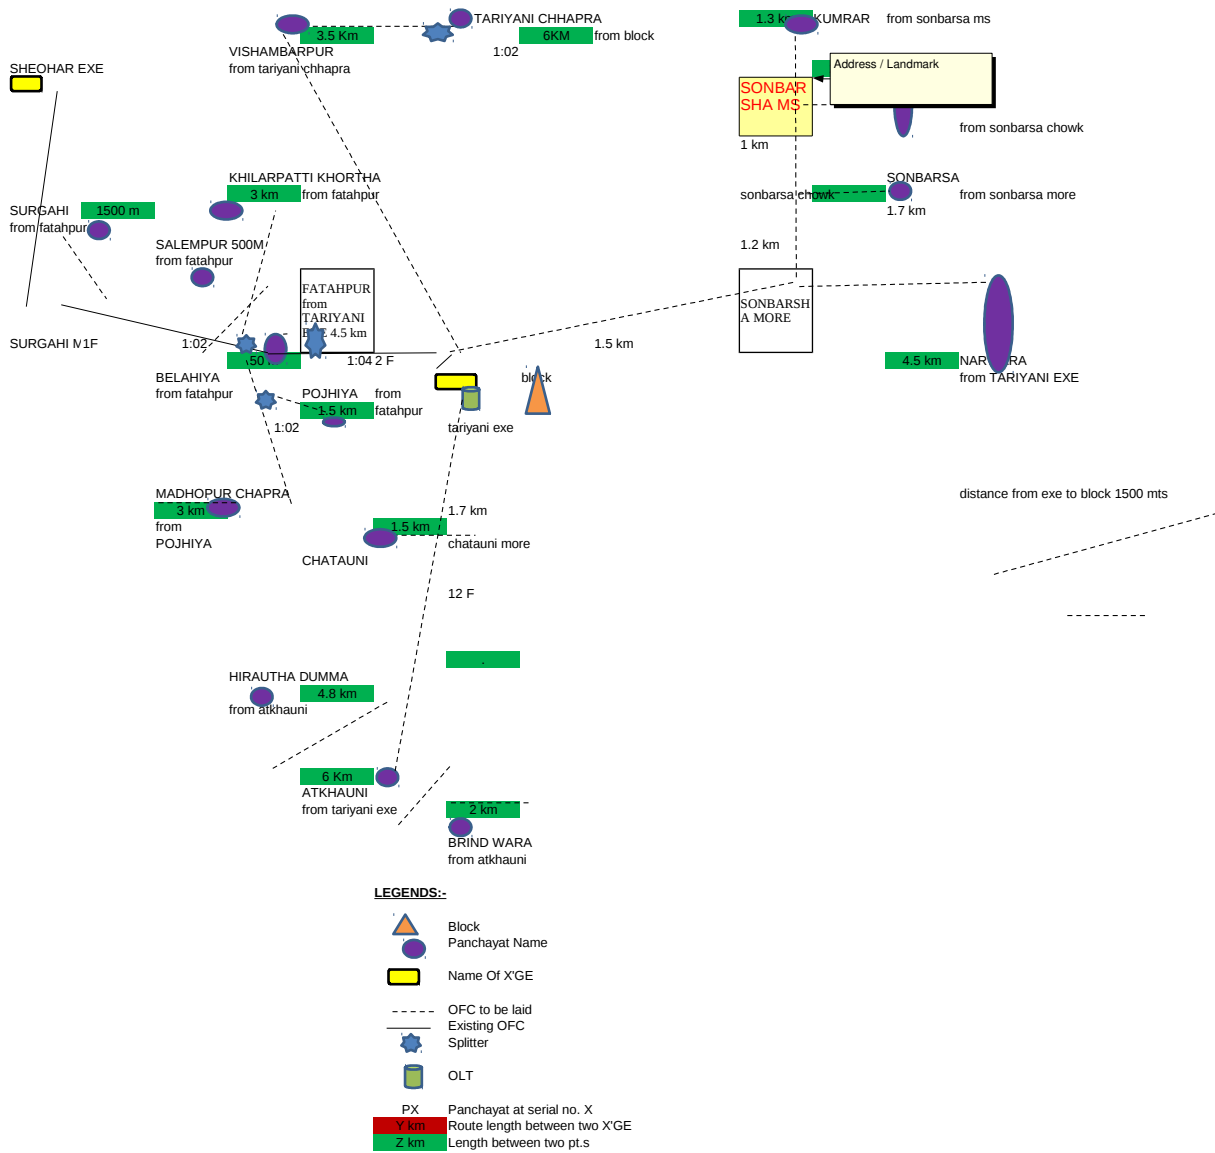 TARIYANI CHHAPRA
1.3 k
KUMRAR
from sonbarsa ms
3.5 Km
6KM
from block
VISHAMBARPUR
1:02
from tariyani chhapra
SHEOHAR EXE
Address / Landmark
SONBAR
SHA MS
from sonbarsa chowk
1 km
KHILARPATTI KHORTHA
SONBARSA
3 km
from fatahpur
sonbarsa chowk
from sonbarsa more
SURGAHI
1500 m
1.7 km
from fatahpur
SALEMPUR 500M
1.2 km
from fatahpur
FATAHPUR
from
TARIYANI
4.5 km
SONBARSH
A MORE
SURGAHI M
1F
1:02
1.5 km
50
1:04
2 F
4.5 km
BELAHIYA
block
from TARIYANI EXE
from fatahpur
POJHIYA
from
1.5 km
fatahpur
1:02
tariyani exe
MADHOPUR CHAPRA
distance from exe to block 1500 mts
3 km
1.7 km
from
1.5 km
POJHIYA
chatauni more
CHATAUNI
12 F
.
HIRAUTHA DUMMA
4.8 km
from atkhauni
6 Km
ATKHAUNI
from tariyani exe
2 km
BRIND WARA
from atkhauni
LEGENDS:-
Block
Panchayat Name
Name Of X'GE
OFC to be laid
Existing OFC
Splitter
OLT
PX
Panchayat at serial no. X
Y km
Route length between two X'GE
Z km
Length between two pt.s